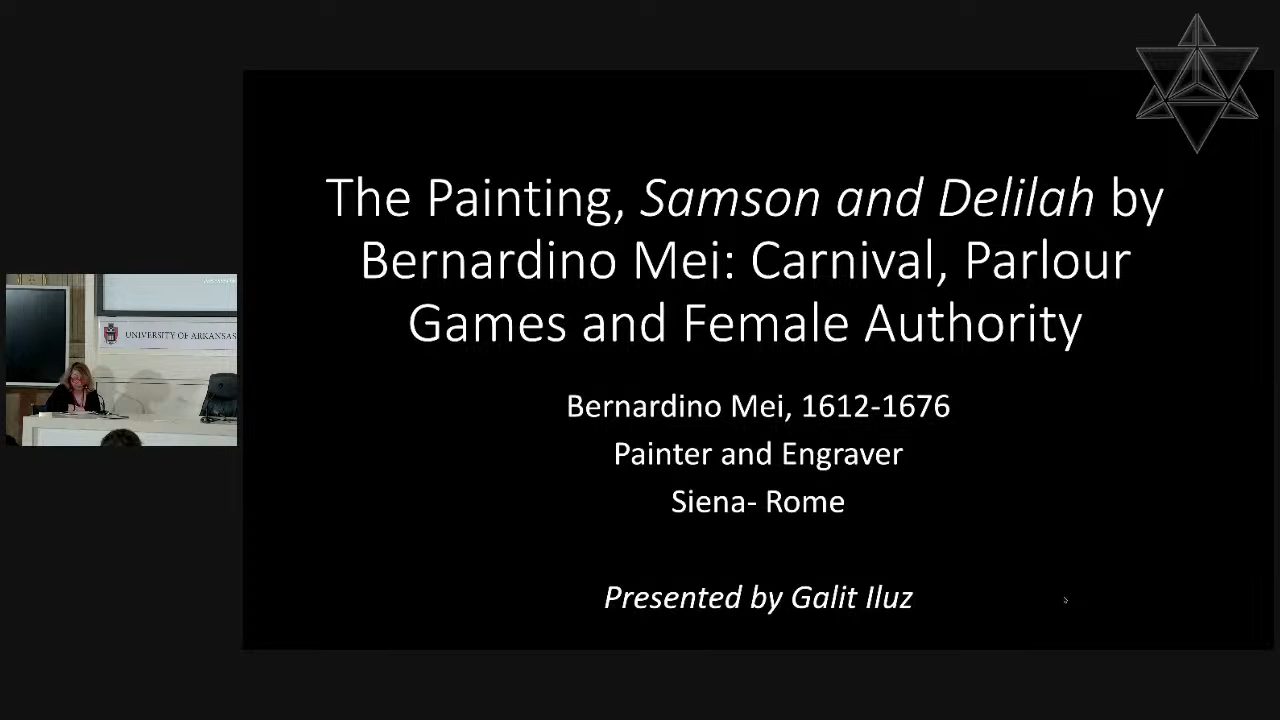 The Painting, Samson and Delilah by
Bernardino Mei: Carnival, Parlour
Games and Female Authority
Bernardino Mei, 1612-1676
Painter and Engraver
Siena- Rome
Presented by Galit Iluz
UNIVERSITY OF ARKANSAS